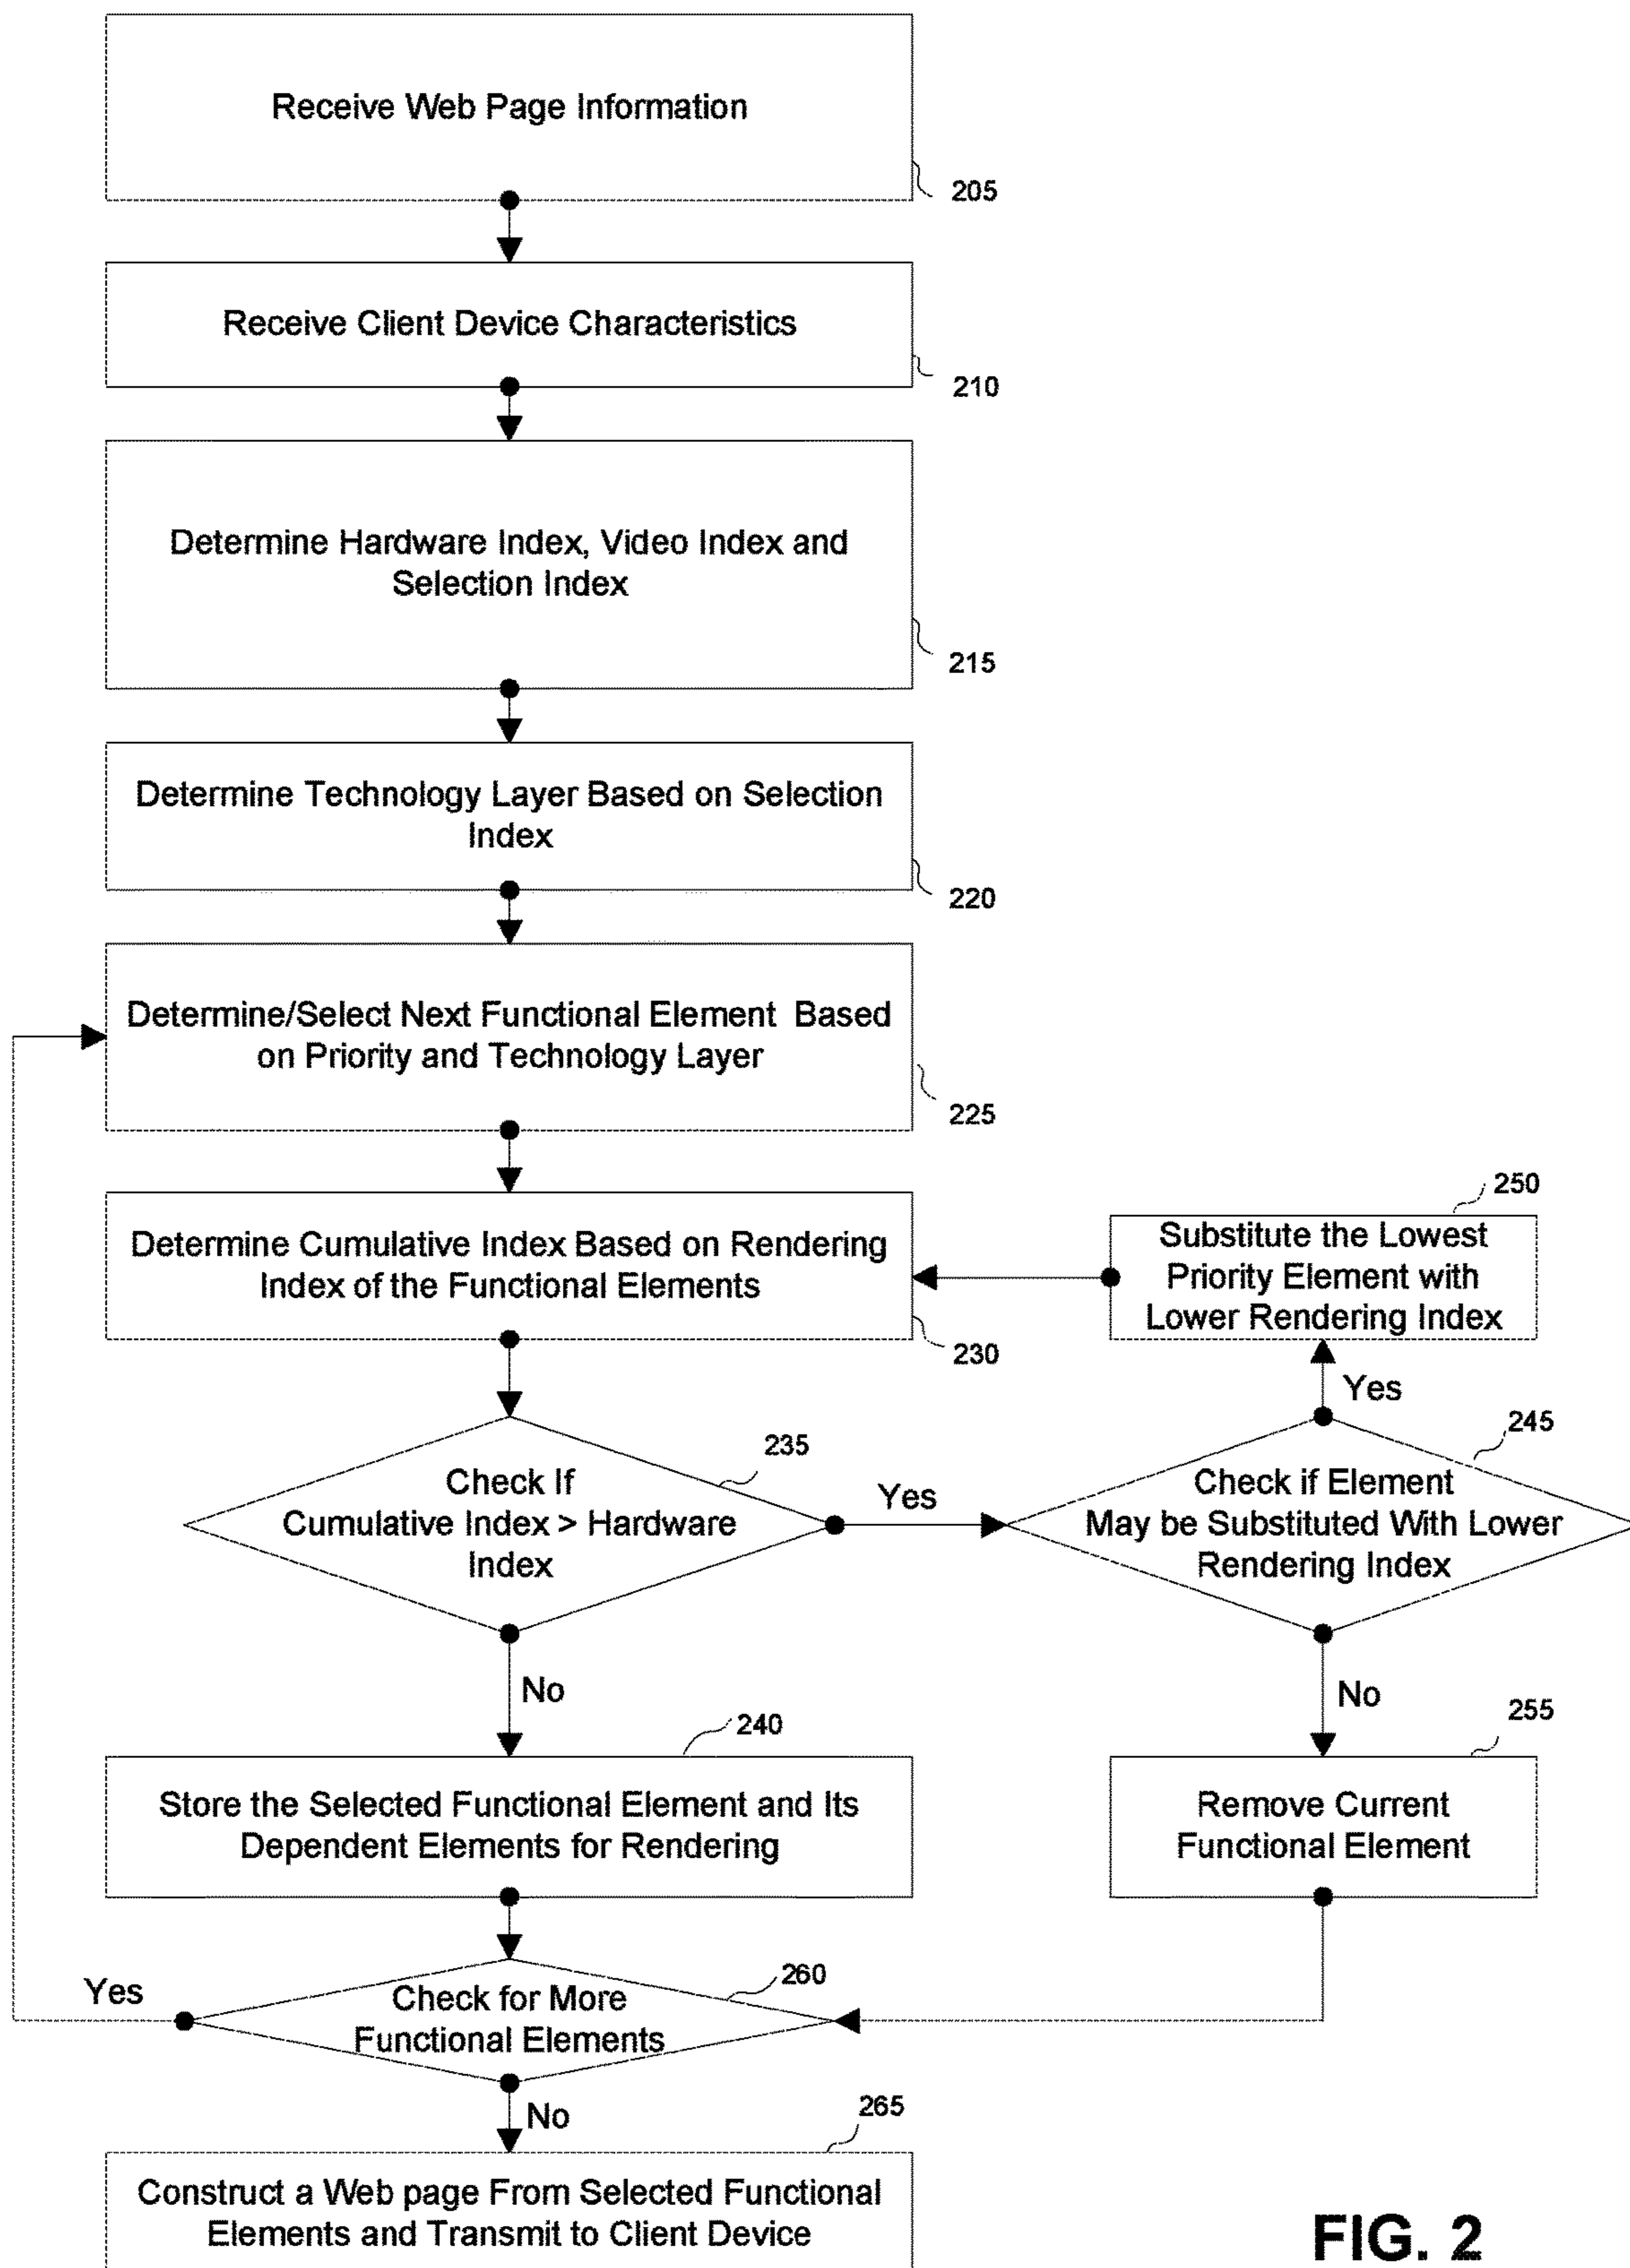 Receive Web Page Information
205
Receive Client Device Characteristics
210
Determine Hardware Index, Video Index and
Selection Index
215
Determine Technology Layer Based on Selection
Index
220
Determine/Select Next Functional Element Based
on Priority and Technology Layer
225
Determine Cumulative Index Based on Rendering
Index of the Functional Elements
230
250
Substitute the Lowest
Priority Element with
Lower Rendering Index
Yes
235
Check If
Cumulative Index > Hardware
Index
Yes
245
Check if Element
May be Substituted With Lower
Rendering Index
No
No
240
Store the Selected Functional Element and Its
Dependent Elements for Rendering
255
Remove Current
Functional Element
Yes
260
Check for More
Functional Elements
No
265
Construct a Web page From Selected Functional
Elements and Transmit to Client Device
FIG. 2